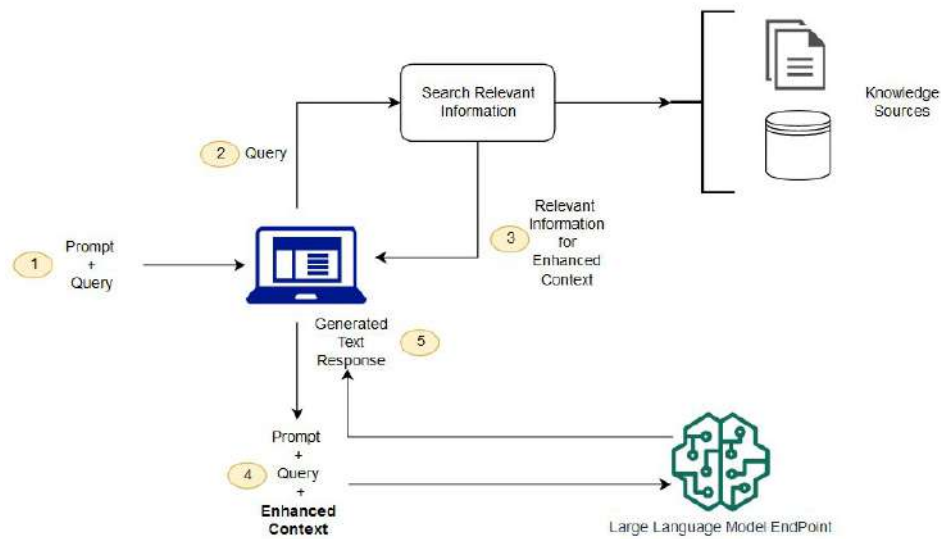 Search Relevant
Information
Knowledge
Sources
2
Query
1
Prompt
+
Query
3
Relevant
Information
for
Enhanced
Context
Generated
Text
Response
5
4
Prompt
+
Query
+
Enhanced
Context
Large Language Model EndPoint